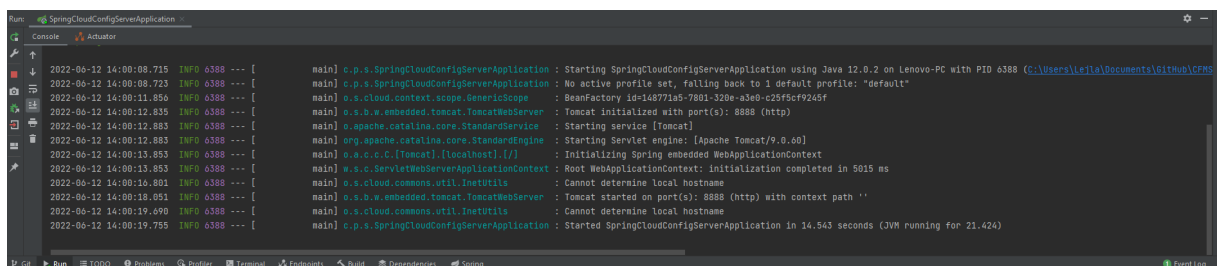 Run: SpringCloudConfigServerApplication ×
Console Actuator
2022-06-12 14:00:08.715 INFO 6388 --- [ main] c.p.s.SpringCloudConfigServerApplication : Starting SpringCloudConfigServerApplication using Java 12.0.2 on Lenovo-PC with PID 6388 (C:\Users\Lejla\Documents\GitHub\CFMS
2022-06-12 14:00:08.723 INFO 6388 --- [ main] c.p.s.SpringCloudConfigServerApplication : No active profile set, falling back to 1 default profile: "default"
2022-06-12 14:00:11.856 INFO 6388 --- [ main] o.s.cloud.context.scope.GenericScope : BeanFactory id=148771a5-7801-320e-a3e0-c25f5cf9245f
2022-06-12 14:00:12.835 INFO 6388 --- [ main] o.s.b.w.embedded.tomcat.TomcatWebServer : Tomcat initialized with port(s): 8888 (http)
2022-06-12 14:00:12.883 INFO 6388 --- [ main] o.apache.catalina.core.StandardService : Starting service [Tomcat]
2022-06-12 14:00:12.883 INFO 6388 --- [ main] org.apache.catalina.core.StandardEngine : Starting Servlet engine: [Apache Tomcat/9.0.60]
2022-06-12 14:00:13.853 INFO 6388 --- [ main] o.a.c.c.C.[Tomcat].[localhost].[/] : Initializing Spring embedded WebApplicationContext
2022-06-12 14:00:13.853 INFO 6388 --- [ main] w.s.c.ServletWebServerApplicationContext : Root WebApplicationContext: initialization completed in 5015 ms
2022-06-12 14:00:16.801 INFO 6388 --- [ main] o.s.cloud.commons.util.InetUtils : Cannot determine local hostname
2022-06-12 14:00:18.051 INFO 6388 --- [ main] o.s.b.w.embedded.tomcat.TomcatWebServer : Tomcat started on port(s): 8888 (http) with context path ''
2022-06-12 14:00:19.690 INFO 6388 --- [ main] o.s.cloud.commons.util.InetUtils : Cannot determine local hostname
2022-06-12 14:00:19.755 INFO 6388 --- [ main] c.p.s.SpringCloudConfigServerApplication : Started SpringCloudConfigServerApplication in 14.543 seconds (JVM running for 21.424)
Git Run TODO Problems Profiler Terminal Endpoints Build Dependencies Spring 1 Event Log